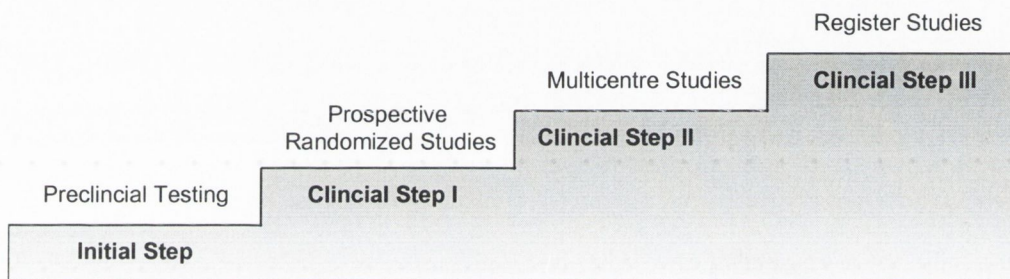 Register Studies
Clincial Step III
Multicentre Studies
Clincial Step II
Prospective
Randomized Studies
Clincial Step I
Preclincial Testing
Initial Step